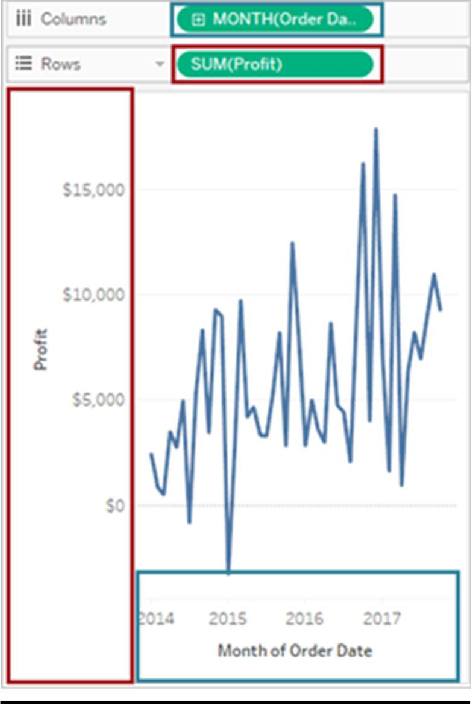 Columns MONTH(Order Da..
Rows SUM(Profit)
$15,000
$10,000
Profit
$5,000
$0
2014 2015 2016 2017
Month of Order Date